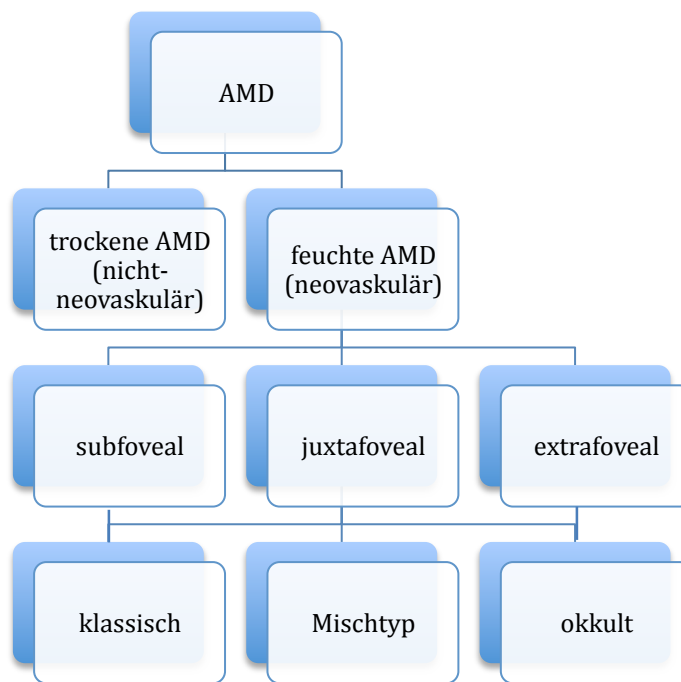 AMD
trockene AMD
(nicht-
neovaskulär)
feuchte AMD
(neovaskulär)
subfoveal
juxtafoveal
extrafoveal
klassisch
Mischtyp
okkult